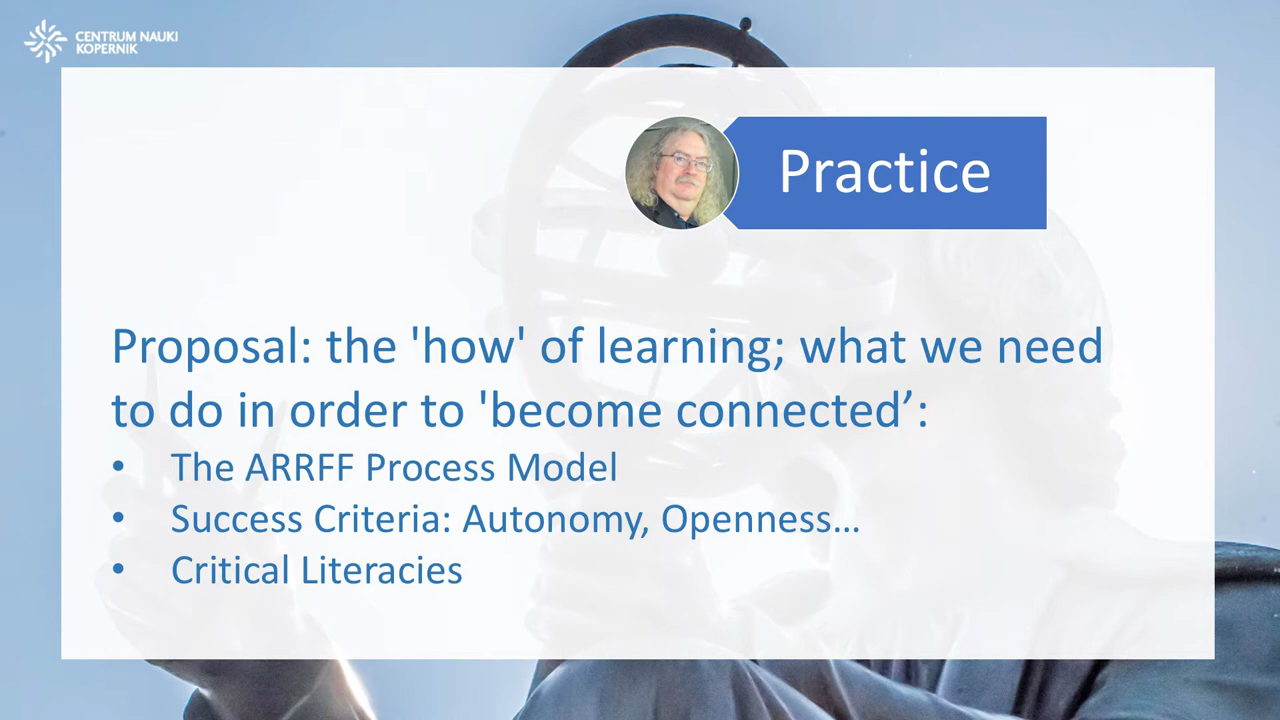 CENTRUM NAUKI
KOPERNIK
Practice
Proposal: the 'how' of learning; what we need
to do in order to 'become connected’:
• The ARRFF Process Model
• Success Criteria: Autonomy, Openness…
• Critical Literacies